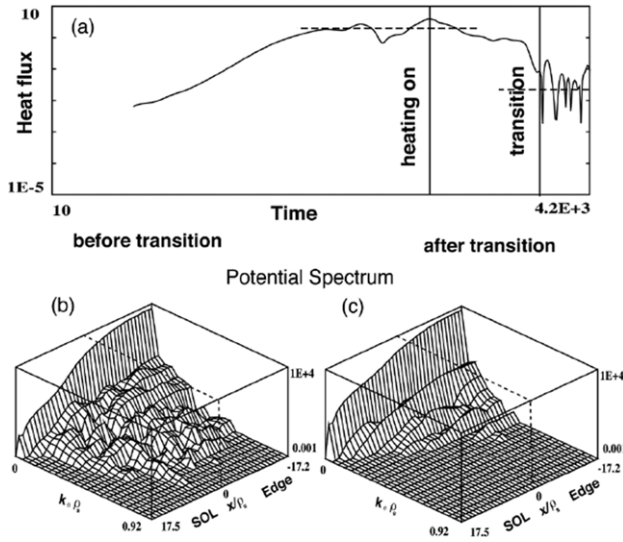 10
(a)
Heat flux
heating on
transition
1E-5
10
Time
4.2E+3
before transition
after transition
Potential Spectrum
(b)
(c)
1E+4
1E+4
0.001
0.001
-17.2
-17.2
0
0
0
0
Edge
Edge
x/ρs
x/ρs
SOL
SOL
0.92
17.5
0.92
17.5